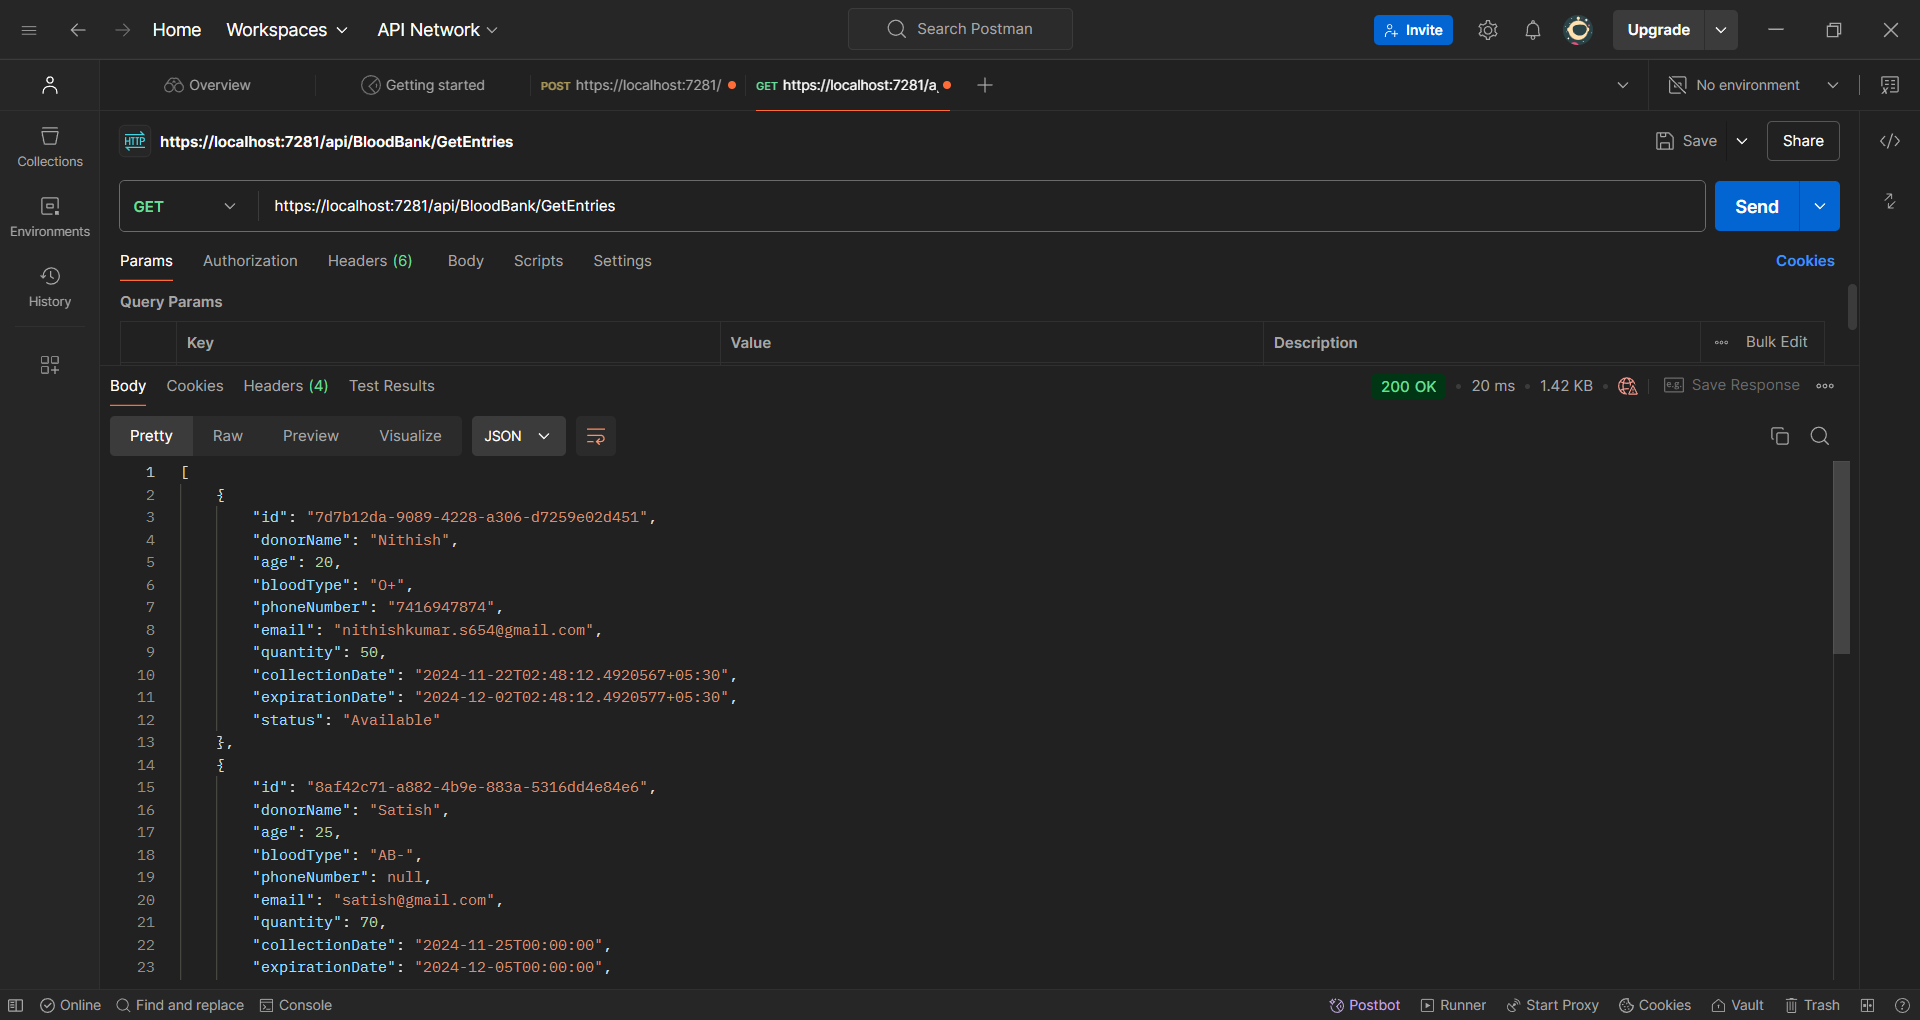 Home Workspaces API Network Search Postman Invite Upgrade
Overview Getting started POST https://localhost:7281/ GET https://localhost:7281/a No environment
HTTP https://localhost:7281/api/BloodBank/GetEntries Save Share
Collections
Environments
History
GET https://localhost:7281/api/BloodBank/GetEntries Send
Params Authorization Headers (6) Body Scripts Settings Cookies
Query Params
Key Value Description Bulk Edit
Body Cookies Headers (4) Test Results 200 OK 20 ms 1.42 KB e.g. Save Response
Pretty Raw Preview Visualize JSON
1 [
2 {
3 "id": "7d7b12da-9089-4228-a306-d7259e02d451",
4 "donorName": "Nithish",
5 "age": 20,
6 "bloodType": "O+",
7 "phoneNumber": "7416947874",
8 "email": "nithishkumar.s654@gmail.com",
9 "quantity": 50,
10 "collectionDate": "2024-11-22T02:48:12.4920567+05:30",
11 "expirationDate": "2024-12-02T02:48:12.4920577+05:30",
12 "status": "Available"
13 },
14 {
15 "id": "8af42c71-a882-4b9e-883a-5316dd4e84e6",
16 "donorName": "Satish",
17 "age": 25,
18 "bloodType": "AB-",
19 "phoneNumber": null,
20 "email": "satish@gmail.com",
21 "quantity": 70,
22 "collectionDate": "2024-11-25T00:00:00",
23 "expirationDate": "2024-12-05T00:00:00",
Online Find and replace Console Postbot Runner Start Proxy Cookies Vault Trash